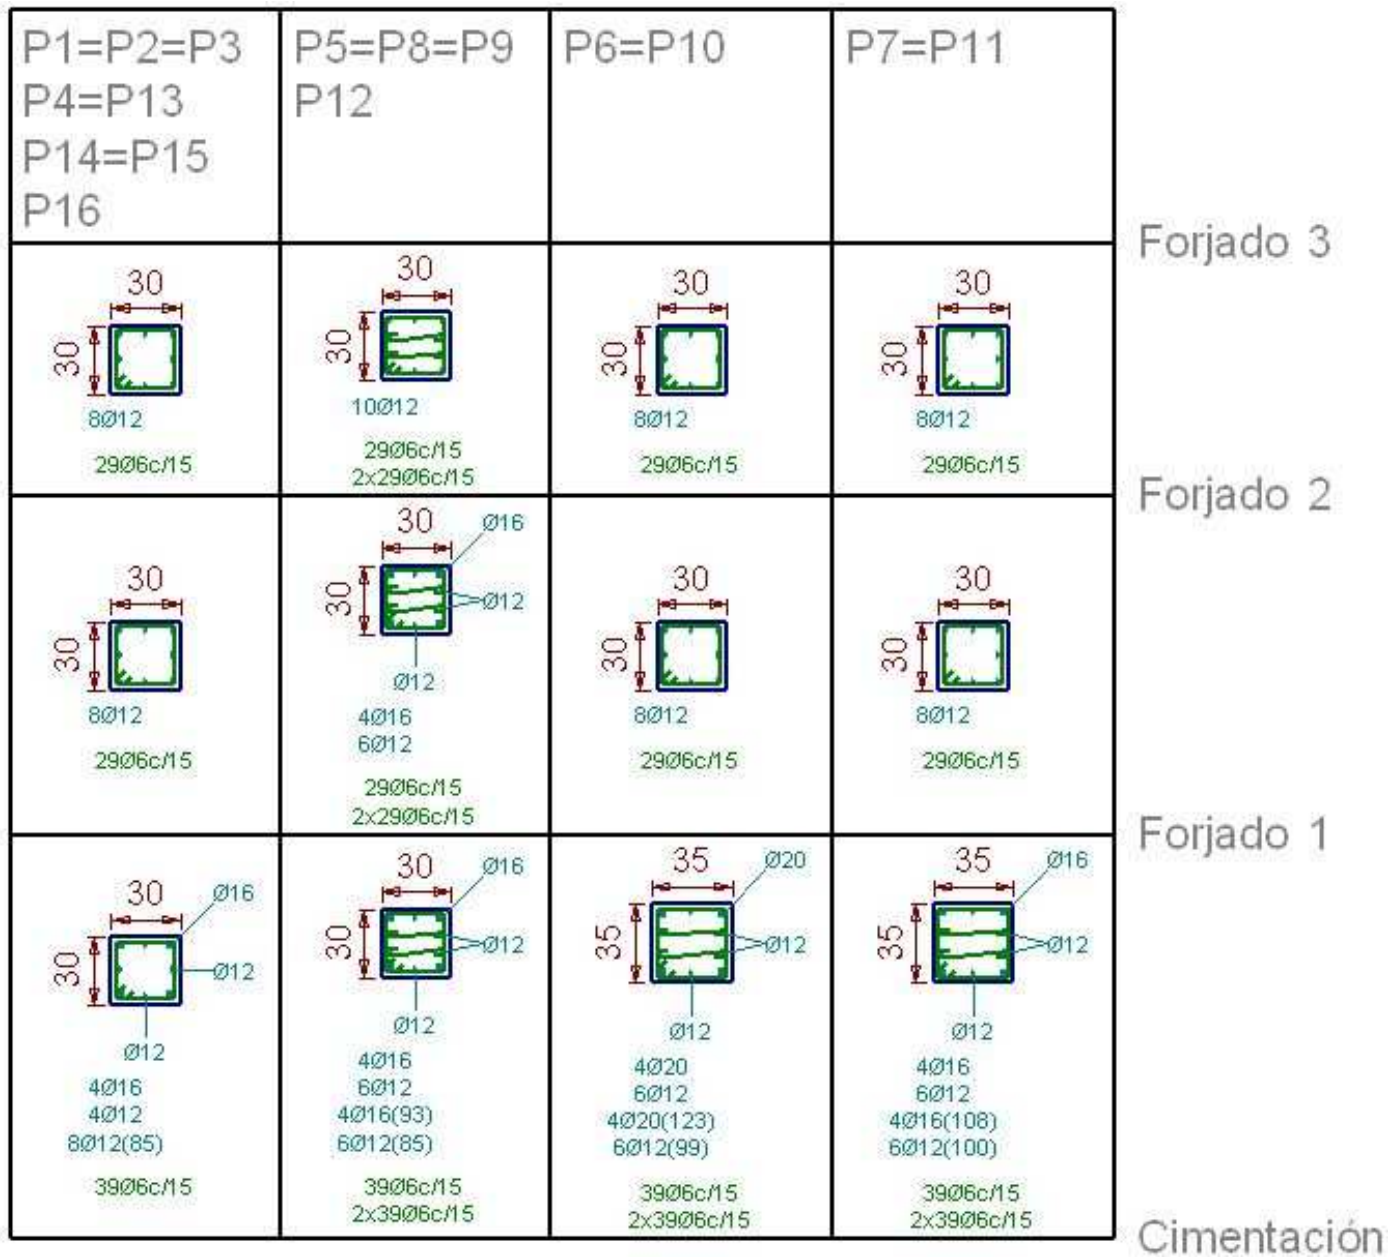 P1=P2=P3
P4=P13
P14=P15
P16
P5=P8=P9
P12
P6=P10
P7=P11
Forjado 3
30
30
8Ø12
29Ø6c/15
30
30
10Ø12
29Ø6c/15
2x29Ø6c/15
30
30
8Ø12
29Ø6c/15
30
30
8Ø12
29Ø6c/15
Forjado 2
30
30
8Ø12
29Ø6c/15
30
Ø16
30
Ø12
Ø12
4Ø16
6Ø12
29Ø6c/15
2x29Ø6c/15
30
30
8Ø12
29Ø6c/15
30
30
8Ø12
29Ø6c/15
Forjado 1
30
Ø16
30
Ø12
Ø12
4Ø16
4Ø12
8Ø12(85)
39Ø6c/15
30
Ø16
30
Ø12
Ø12
4Ø16
6Ø12
4Ø16(93)
6Ø12(85)
39Ø6c/15
2x39Ø6c/15
35
Ø20
35
Ø12
Ø12
4Ø20
6Ø12
4Ø20(123)
6Ø12(99)
39Ø6c/15
2x39Ø6c/15
35
Ø16
35
Ø12
Ø12
4Ø16
6Ø12
4Ø16(108)
6Ø12(100)
39Ø6c/15
2x39Ø6c/15
Cimentación